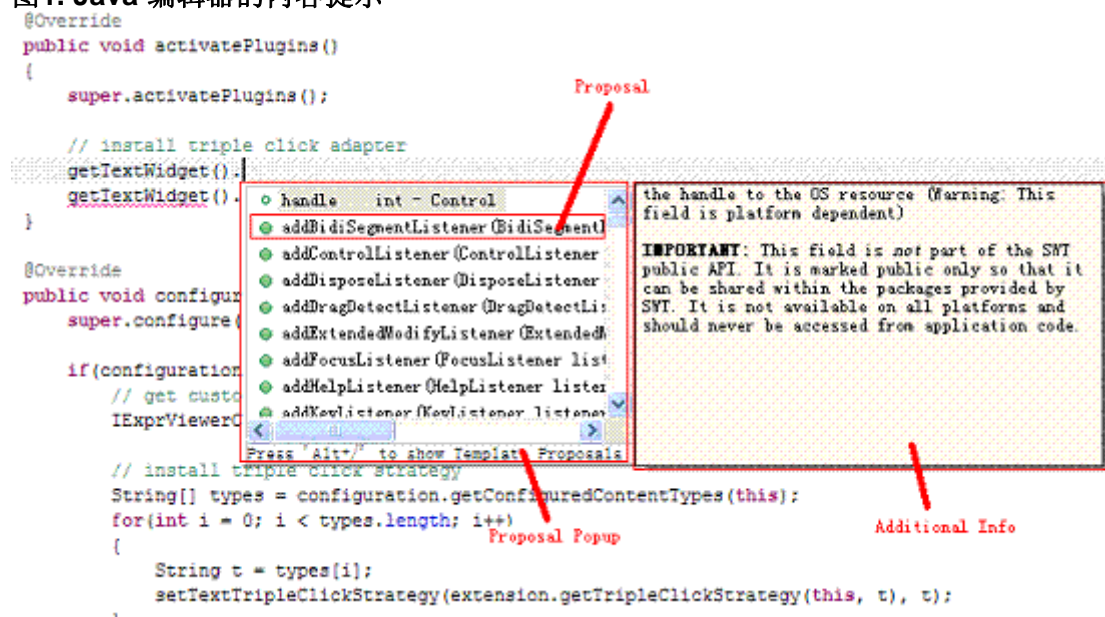 图1. Java 编辑器的内容提示
@Override
public void activatePlugins()
{
super.activatePlugins();
Proposal
// install triple click adapter
getTextWidget().
getTextWidget().
}
handle int - Control
addBidiSegmentListener(BidiSegmentL
addControlListener(ControlListener
addDisposeListener(DisposeListener
addDragDetectListener(DragDetectLis
addExtendedModifyListener(ExtendedM
addFocusListener(FocusListener list
addHelpListener(HelpListener listen
addKeyListener(KeyListener listener
Press 'Alt+/' to show Template Proposals
the handle to the OS resource (Warning: This
field is platform dependent)
IMPORTANT: This field is not part of the SWT
public API. It is marked public only so that it
can be shared within the packages provided by
SWT. It is not available on all platforms and
should never be accessed from application code.
@Override
public void configur
super.configure(
if(configuration
// get custo
IExprViewerC
// install triple click strategy
String[] types = configuration.getConfiguredContentTypes(this);
for(int i = 0; i < types.length; i++)
Proposal Popup
Additional Info
{
String t = types[i];
setTextTripleClickStrategy(extension.getTripleClickStrategy(this, t), t);